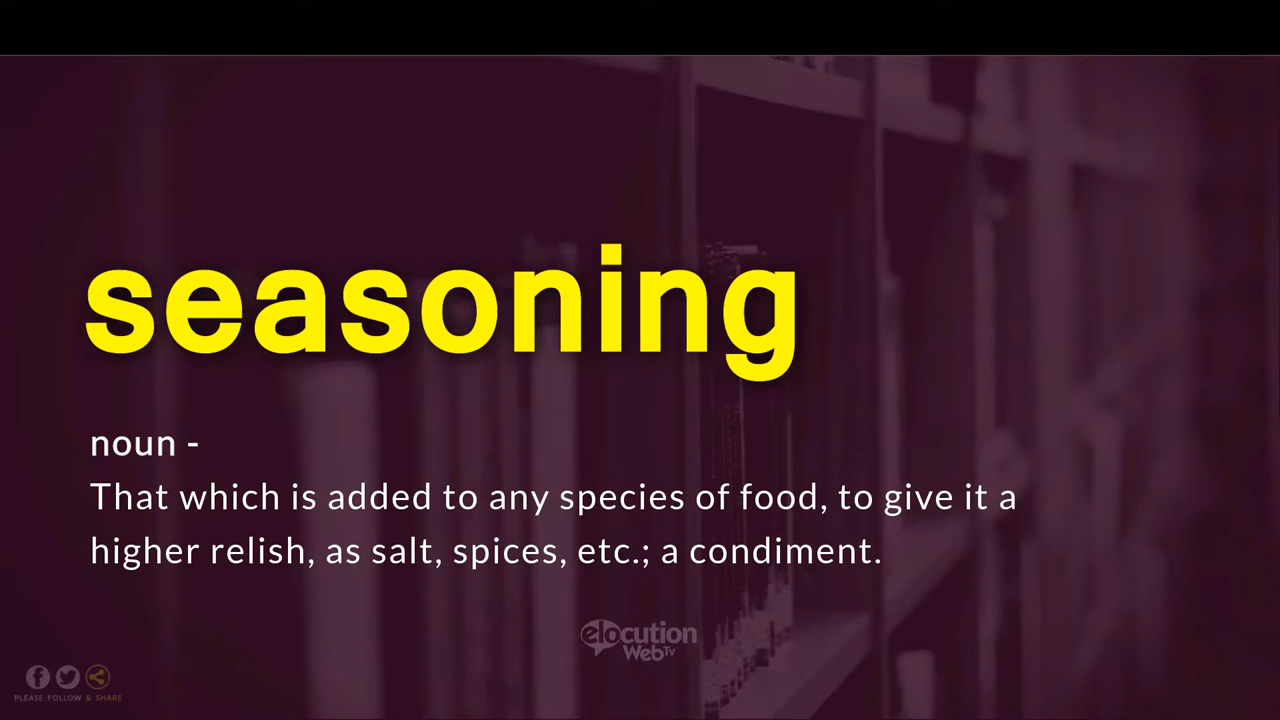 seasoning
noun -
That which is added to any species of food, to give it a
higher relish, as salt, spices, etc.; a condiment.
elocution
WebTv
PLEASE FOLLOW & SHARE